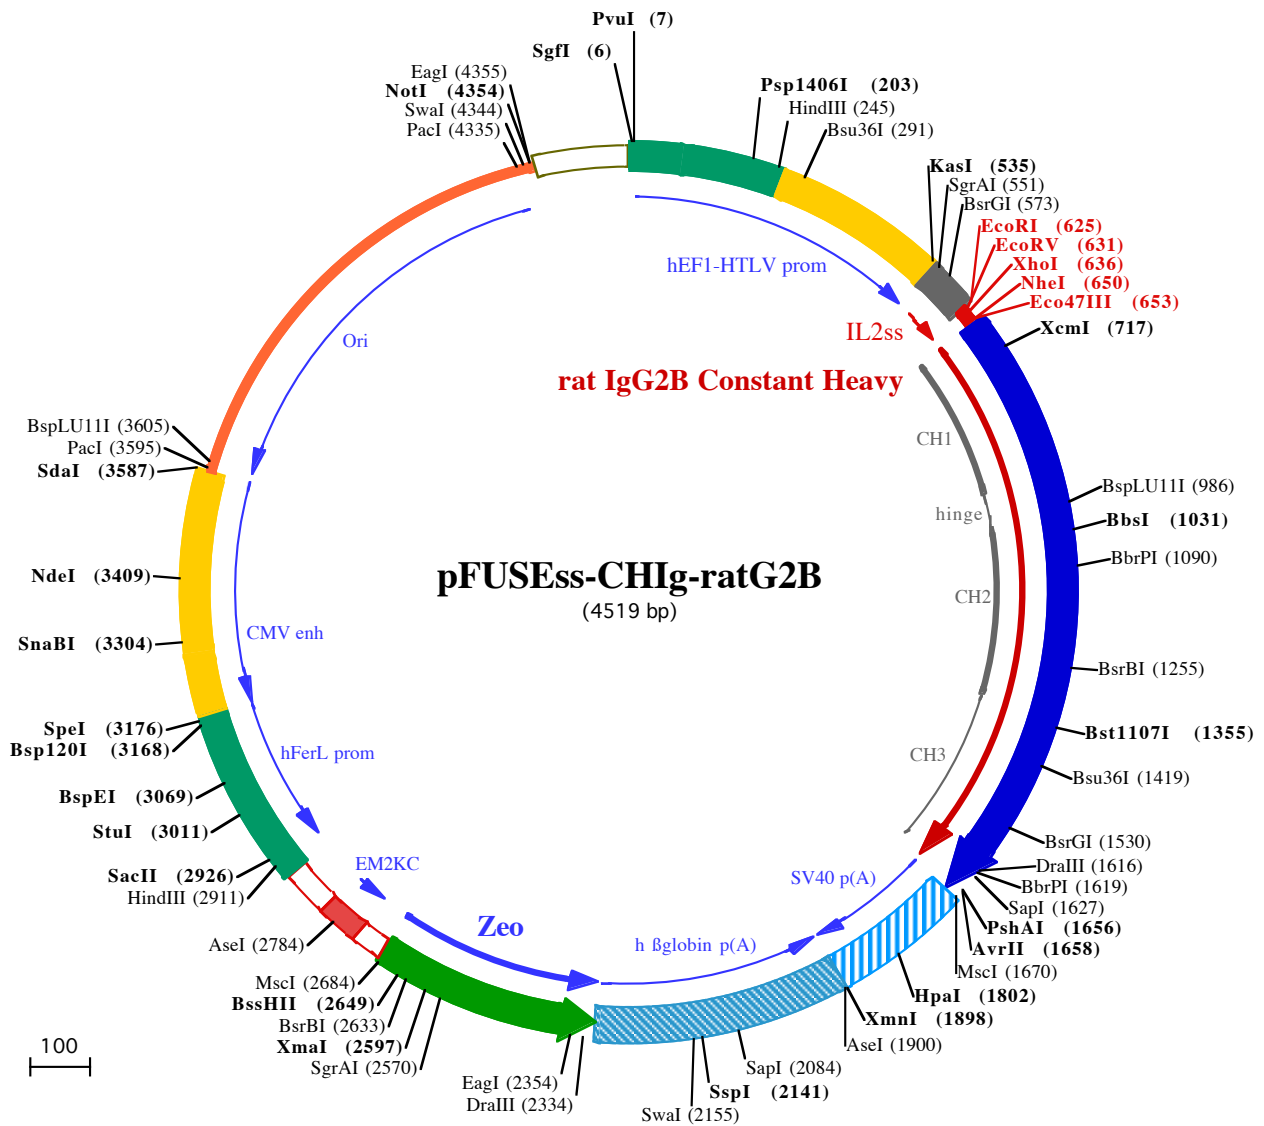 PvuI (7)
SgfI (6)
EagI (4355)
NotI (4354)
SwaI (4344)
PacI (4335)
Psp1406I (203)
HindIII (245)
Bsu36I (291)
KasI (535)
SgrAI (551)
BsrGI (573)
EcoRI (625)
EcoRV (631)
XhoI (636)
NheI (650)
Eco47III (653)
XcmI (717)
hEF1-HTLV prom
IL2ss
rat IgG2B Constant Heavy
Ori
CH1
hinge
CH2
CH3
BspLU11I (3605)
PacI (3595)
SdaI (3587)
BspLU11I (986)
BbsI (1031)
BbrPI (1090)
NdeI (3409)
SnaBI (3304)
pFUSEss-CHIg-ratG2B
(4519 bp)
CMV enh
BsrBI (1255)
Bst1107I (1355)
Bsu36I (1419)
SpeI (3176)
Bsp120I (3168)
hFerL prom
BspEI (3069)
StuI (3011)
SacII (2926)
HindIII (2911)
BsrGI (1530)
DraIII (1616)
BbrPI (1619)
SapI (1627)
PshAI (1656)
AvrII (1658)
MscI (1670)
EM2KC
SV40 p(A)
Zeo
h ßglobin p(A)
AseI (2784)
MscI (2684)
BssHII (2649)
BsrBI (2633)
XmaI (2597)
SgrAI (2570)
HpaI (1802)
XmnI (1898)
AseI (1900)
100
EagI (2354)
DraIII (2334)
SapI (2084)
SspI (2141)
SwaI (2155)